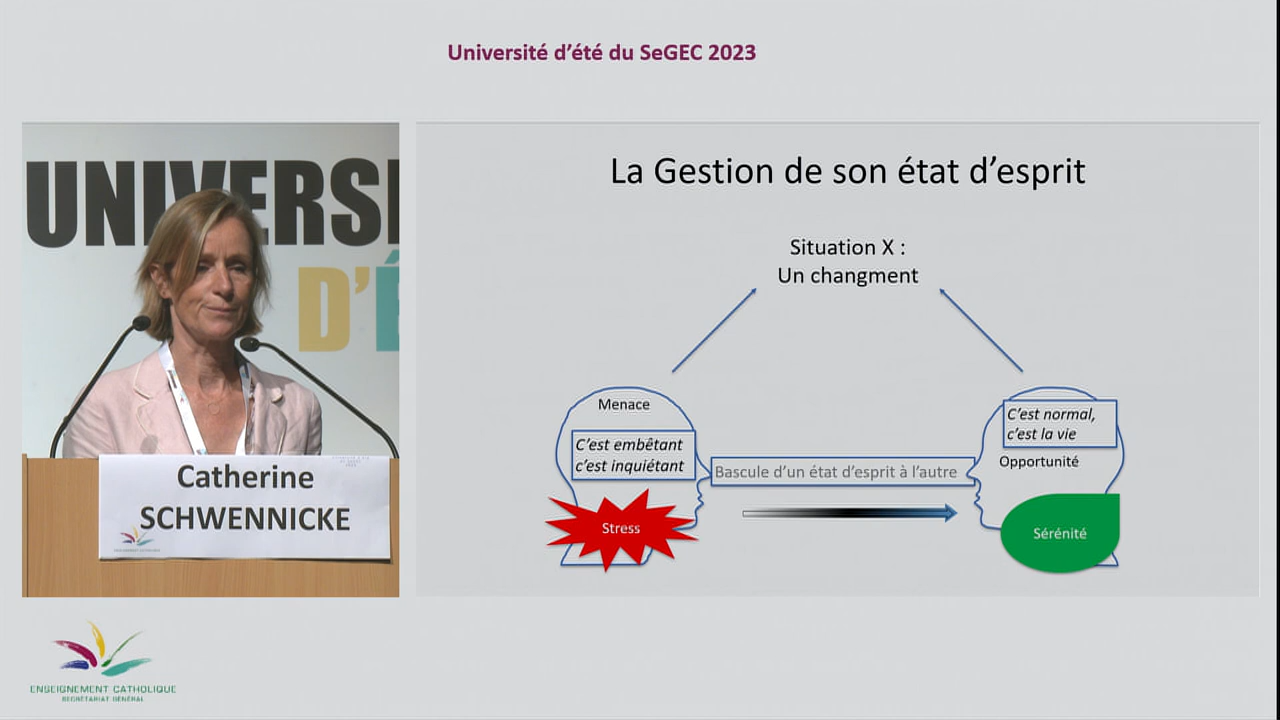 Université d'été du SeGEC 2023
UNIVERSI
D'É
Catherine
SCHWENNICKE
ENSEIGNEMENT CATHOLIQUE
SECRÉTARIAT GÉNÉRAL
La Gestion de son état d'esprit
Situation X :
Un changment
Menace
C'est embêtant
c'est inquiétant
Stress
Bascule d'un état d'esprit à l'autre
C'est normal,
c'est la vie
Opportunité
Sérénité